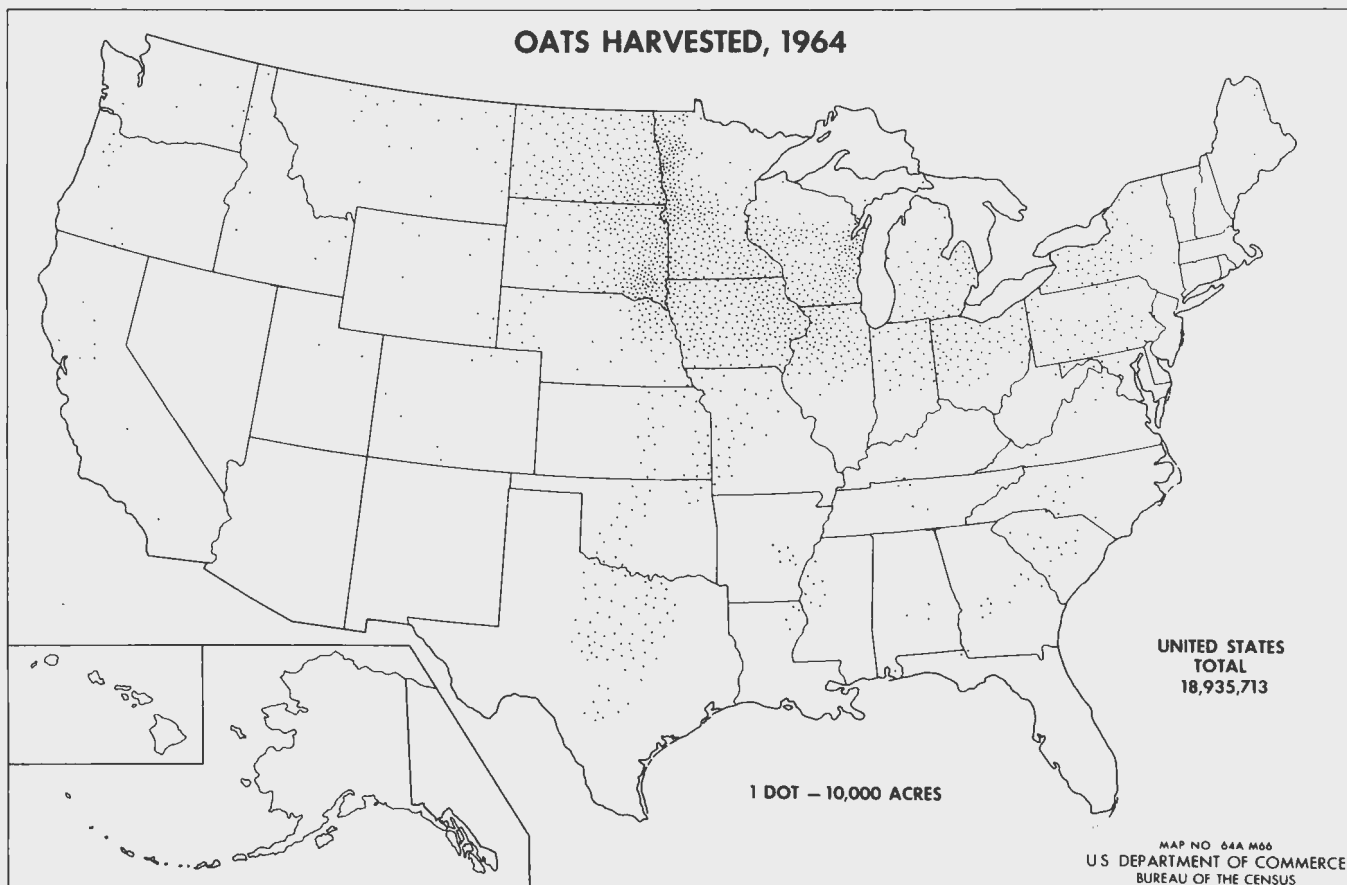 OATS HARVESTED, 1964
UNITED STATES
TOTAL
18,935,713
1 DOT – 10,000 ACRES
MAP NO 64A M66
U S DEPARTMENT OF COMMERCE
BUREAU OF THE CENSUS